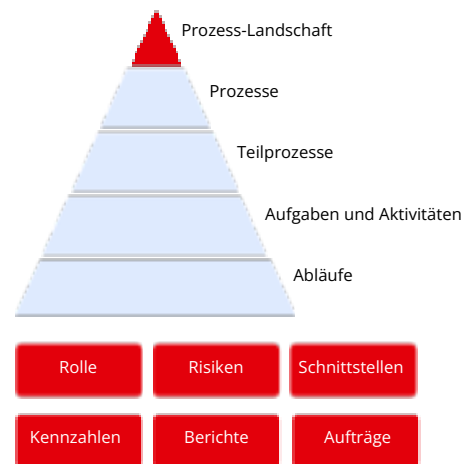 Prozess-Landschaft
Prozesse
Teilprozesse
Aufgaben und Aktivitäten
Abläufe
Rolle
Risiken
Schnittstellen
Kennzahlen
Berichte
Aufträge